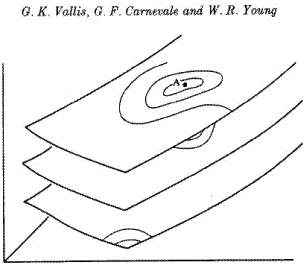 G. K. Vallis, G. F. Carnevale and W. R. Young
A